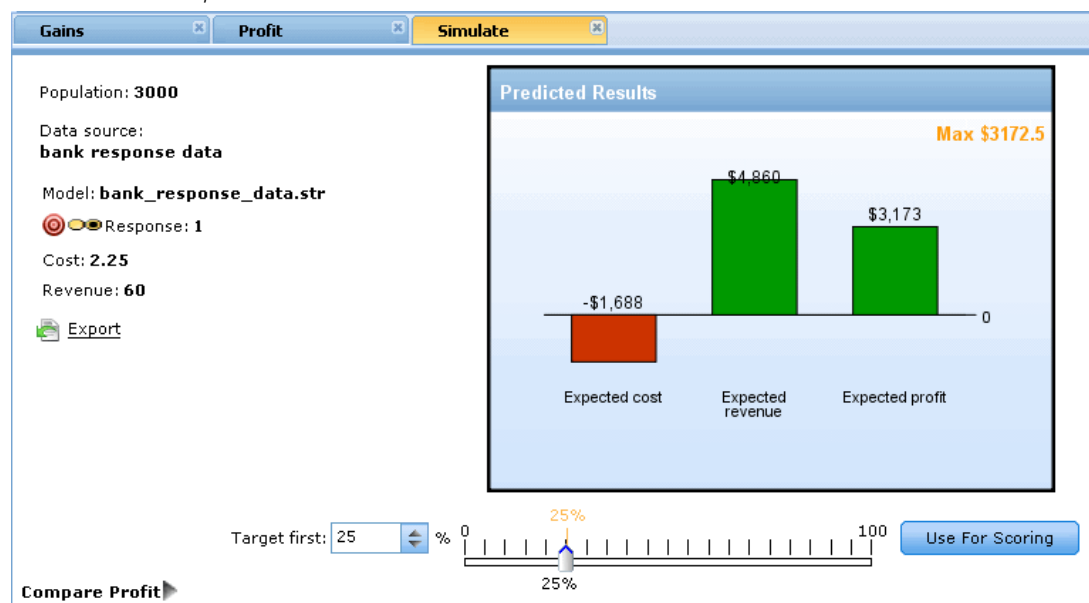 Gains Profit Simulate
Population: 3000
Data source:
bank response data
Model: bank_response_data.str
Response: 1
Cost: 2.25
Revenue: 60
Export
Predicted Results
Max $3172.5
$4,860
$3,173
-$1,688
0
Expected cost Expected revenue Expected profit
25%
Target first: 25 % 0 100 Use For Scoring
25%
Compare Profit